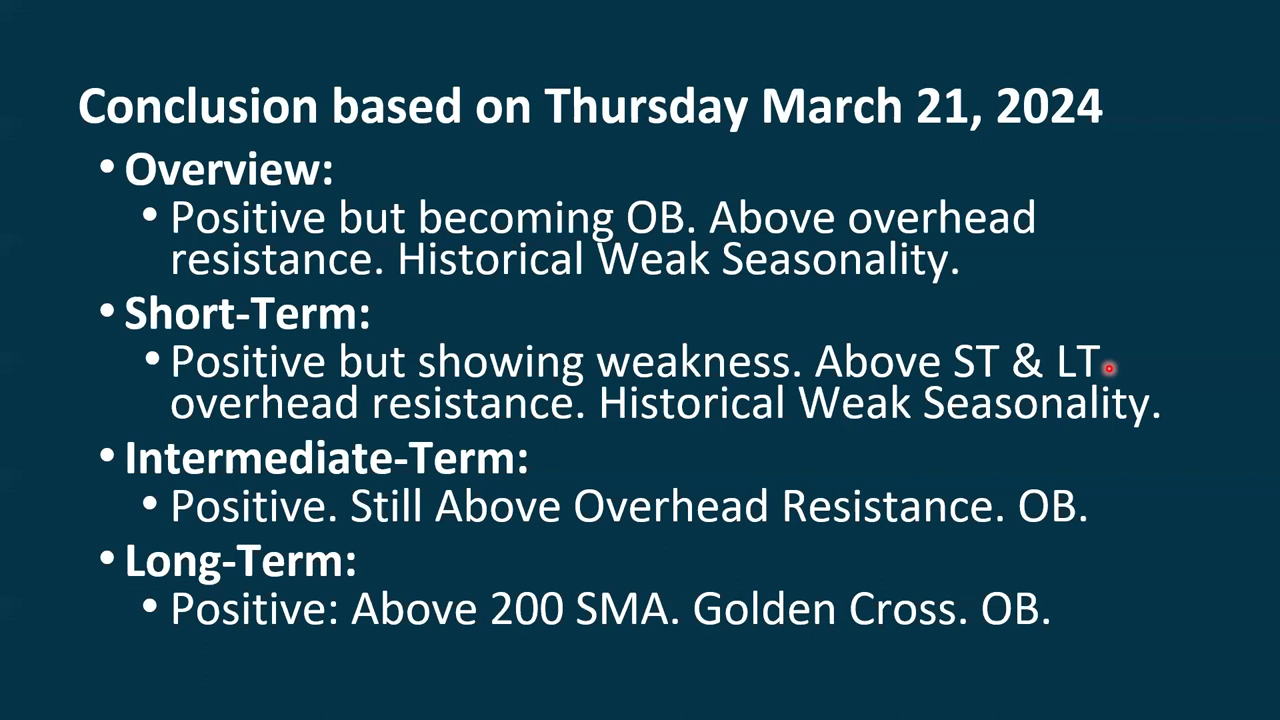 Conclusion based on Thursday March 21, 2024
• Overview:
• Positive but becoming OB. Above overhead
resistance. Historical Weak Seasonality.
• Short-Term:
• Positive but showing weakness. Above ST & LT
overhead resistance. Historical Weak Seasonality.
• Intermediate-Term:
• Positive. Still Above Overhead Resistance. OB.
• Long-Term:
• Positive: Above 200 SMA. Golden Cross. OB.